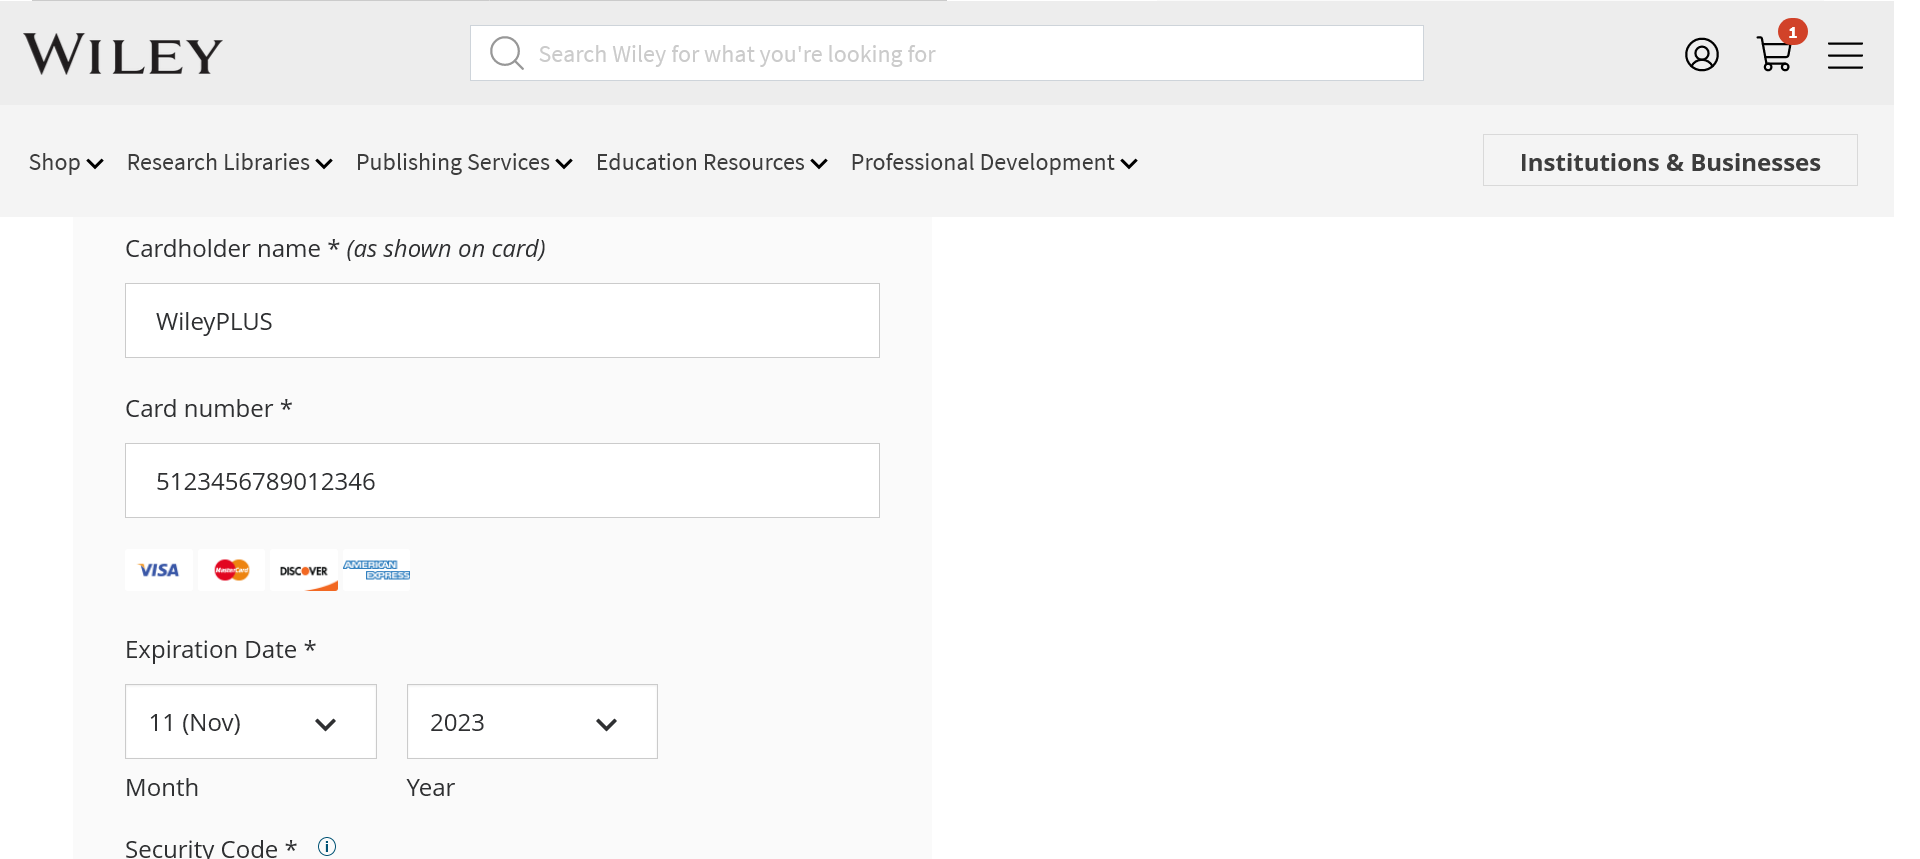 WILEY
Search Wiley for what you're looking for
1
Shop
Research Libraries
Publishing Services
Education Resources
Professional Development
Institutions & Businesses
Cardholder name * (as shown on card)
WileyPLUS
Card number *
5123456789012346
VISA
MasterCard
DISCOVER
AMERICAN
EXPRESS
Expiration Date *
11 (Nov)
2023
Month
Year
Security Code *